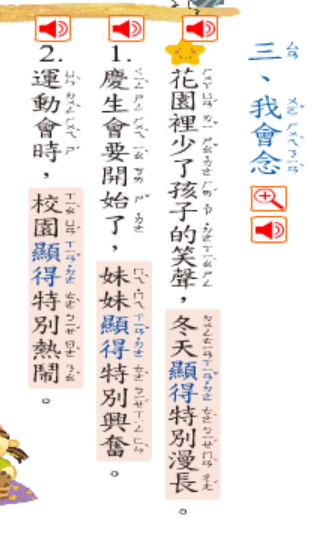 三、我會念
花園裡少了孩子的笑聲，冬天顯得特別漫長。
1. 慶生會要開始了，妹妹顯得特別興奮。
2. 運動會時，校園顯得特別熱鬧。